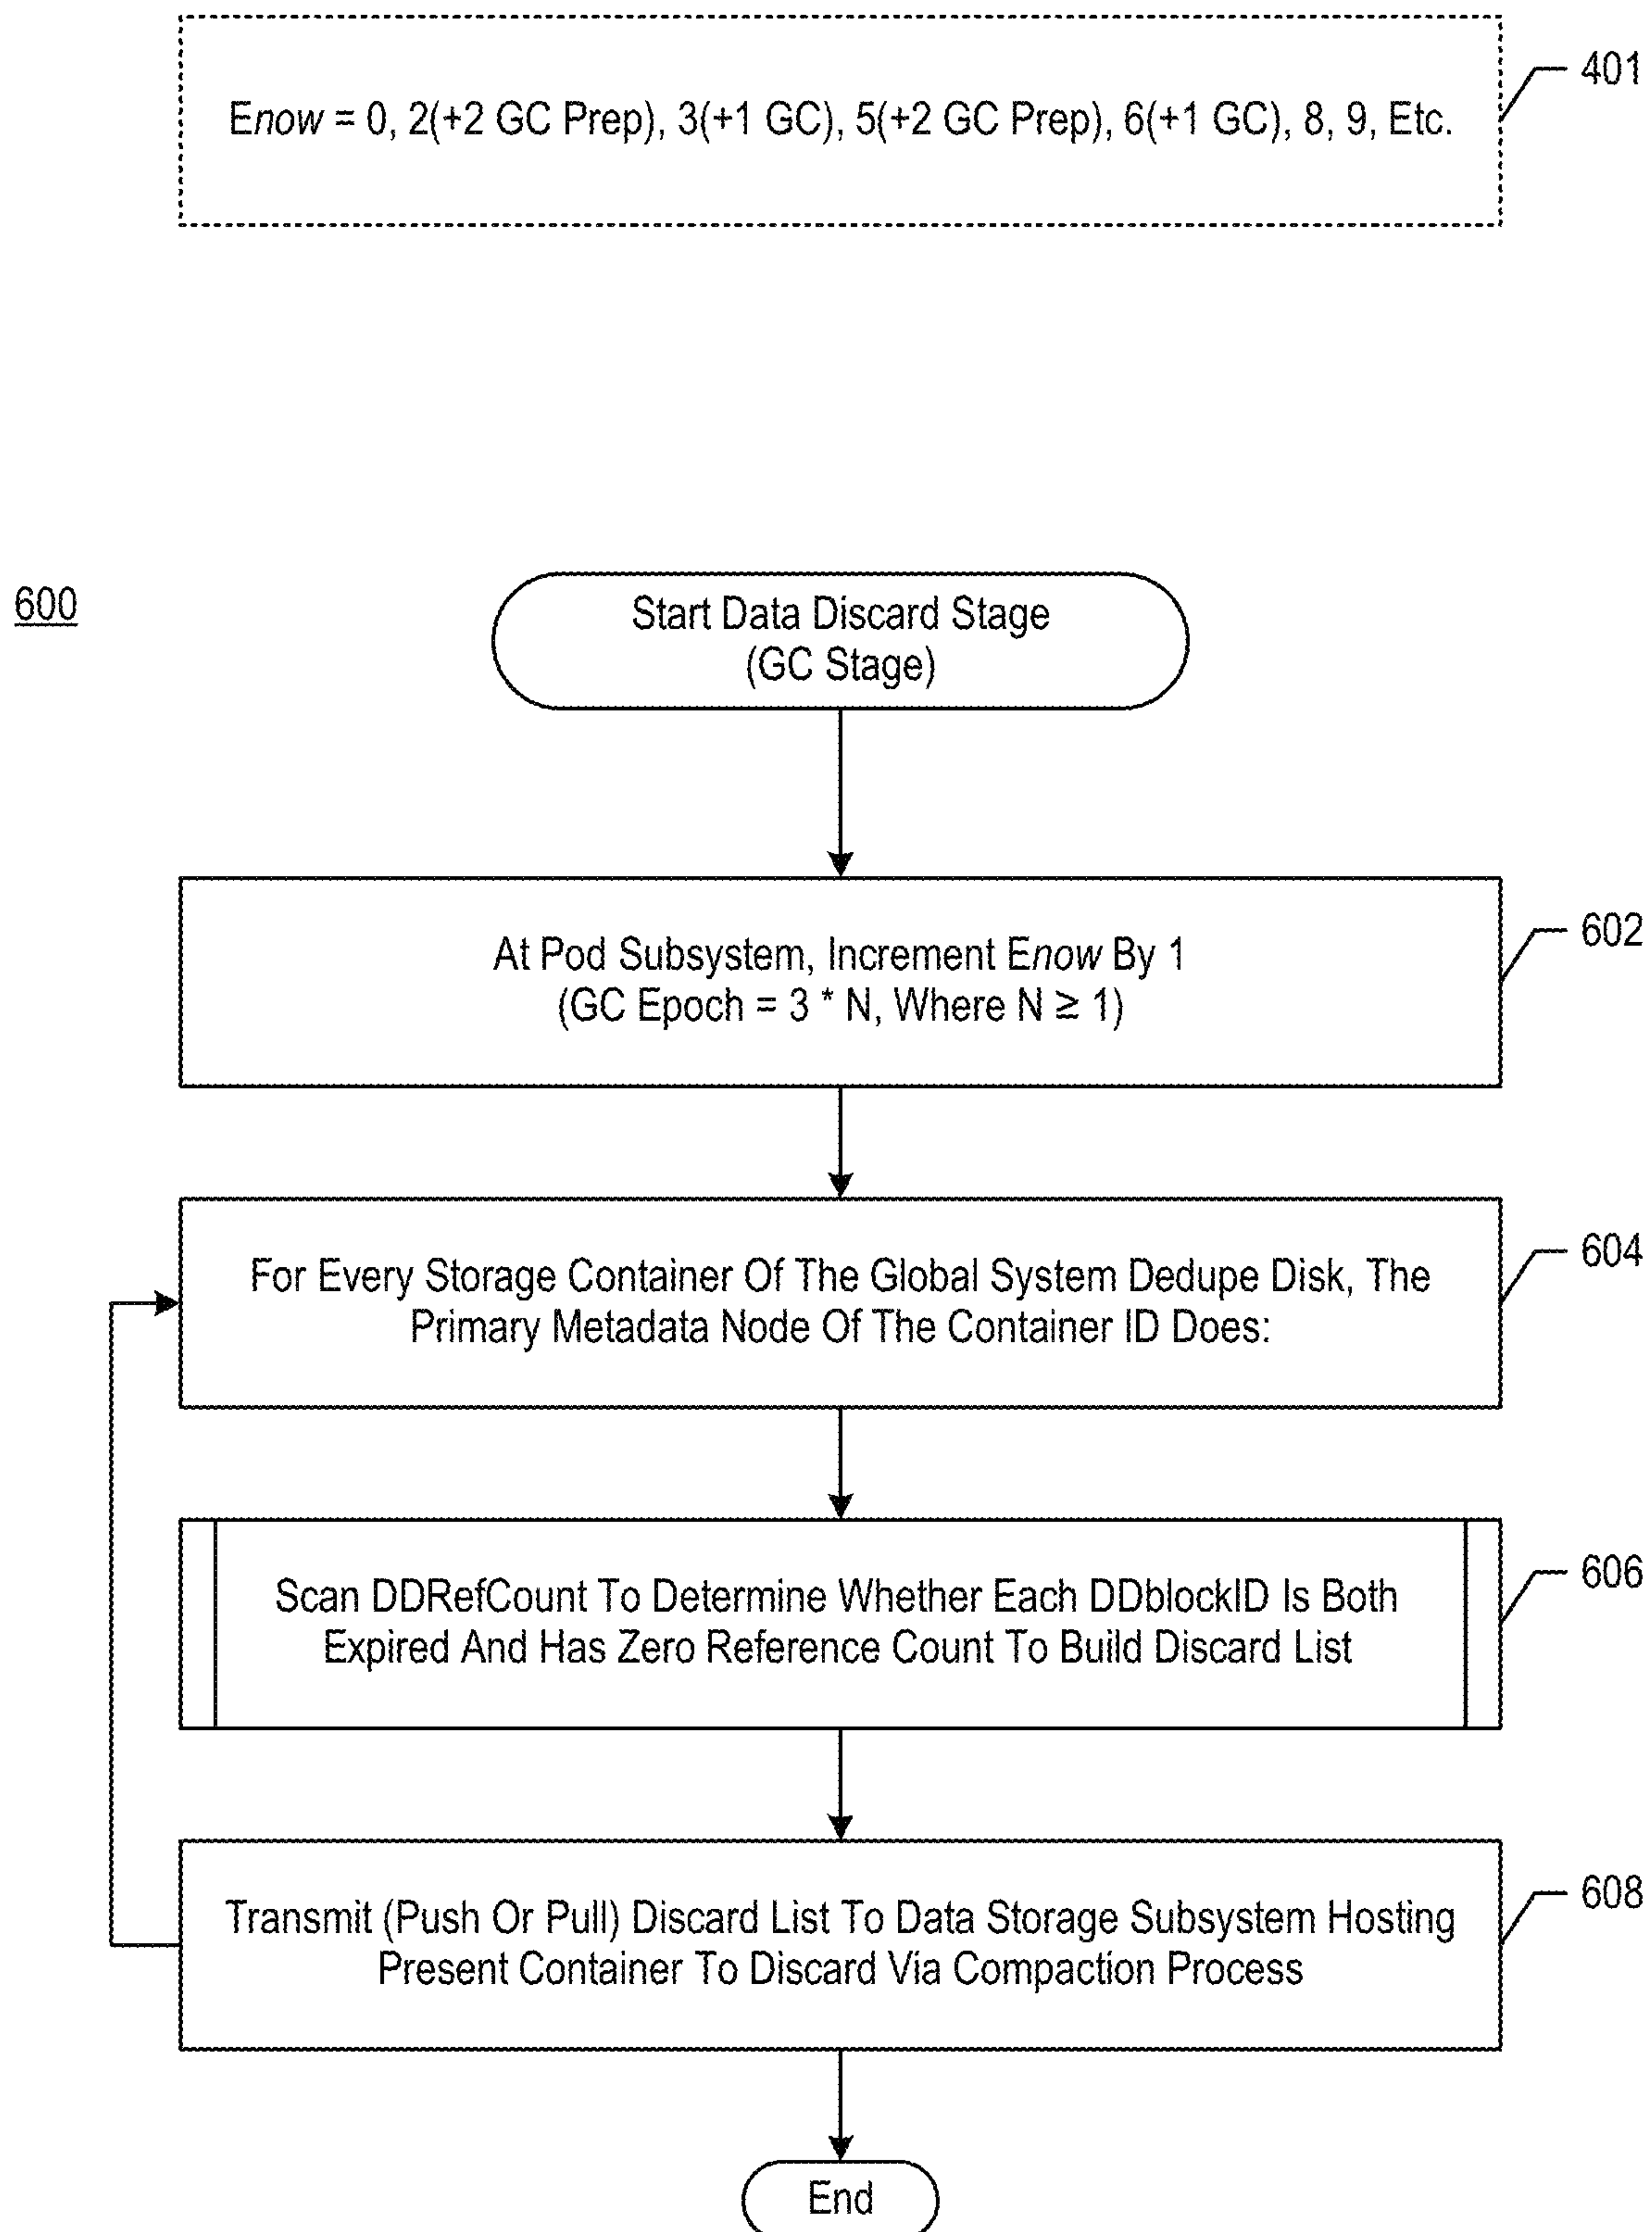 401
Enow = 0, 2(+2 GC Prep), 3(+1 GC), 5(+2 GC Prep), 6(+1 GC), 8, 9, Etc.
600
Start Data Discard Stage
(GC Stage)
602
At Pod Subsystem, Increment Enow By 1
(GC Epoch = 3 * N, Where N ≥ 1)
604
For Every Storage Container Of The Global System Dedupe Disk, The
Primary Metadata Node Of The Container ID Does:
606
Scan DDRefCount To Determine Whether Each DDblockID Is Both
Expired And Has Zero Reference Count To Build Discard List
608
Transmit (Push Or Pull) Discard List To Data Storage Subsystem Hosting
Present Container To Discard Via Compaction Process
End